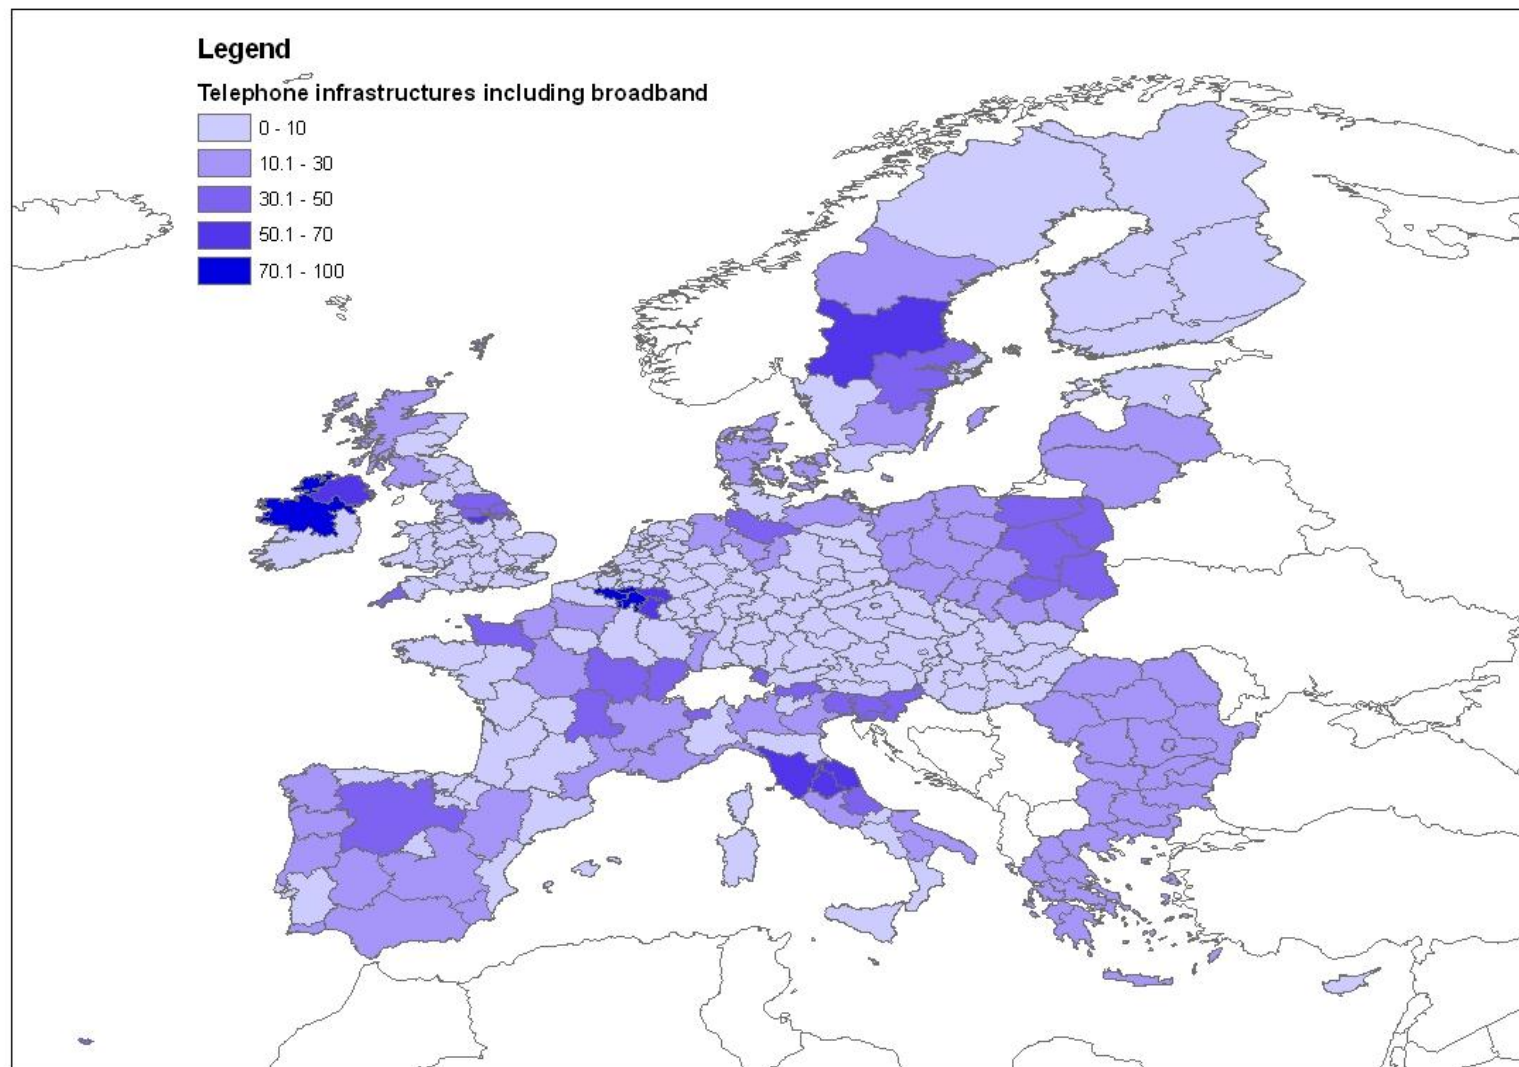 Legend
Telephone infrastructures including broadband
0 - 10
10.1 - 30
30.1 - 50
50.1 - 70
70.1 - 100